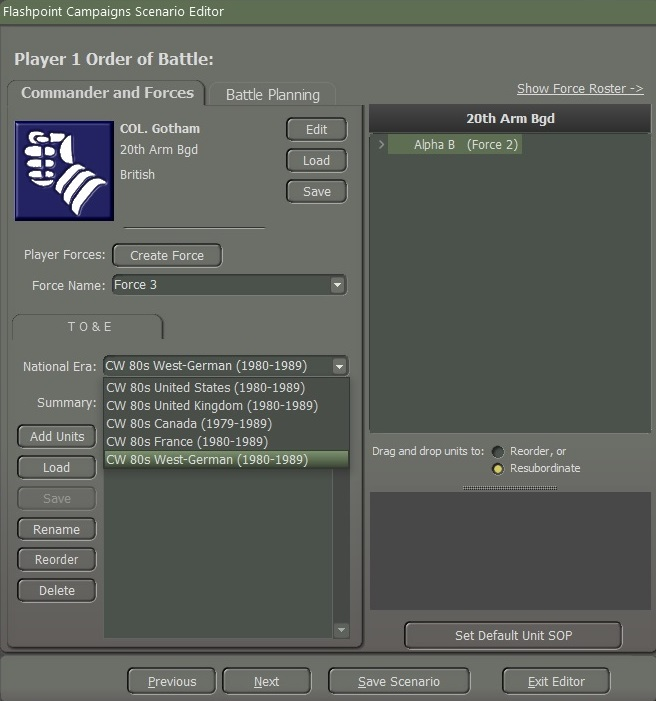 Flashpoint Campaigns Scenario Editor
Player 1 Order of Battle:
Commander and Forces
Battle Planning
Show Force Roster ->
COL. Gotham
20th Arm Bgd
British
Edit
Load
Save
Player Forces:
Create Force
Force Name:
Force 3
T O & E
National Era:
CW 80s West-German (1980-1989)
CW 80s United States (1980-1989)
CW 80s United Kingdom (1980-1989)
CW 80s Canada (1979-1989)
CW 80s France (1980-1989)
CW 80s West-German (1980-1989)
Summary:
Add Units
Load
Save
Rename
Reorder
Delete
20th Arm Bgd
> Alpha B (Force 2)
Drag and drop units to:
Reorder, or
Resubordinate
Set Default Unit SOP
Previous
Next
Save Scenario
Exit Editor